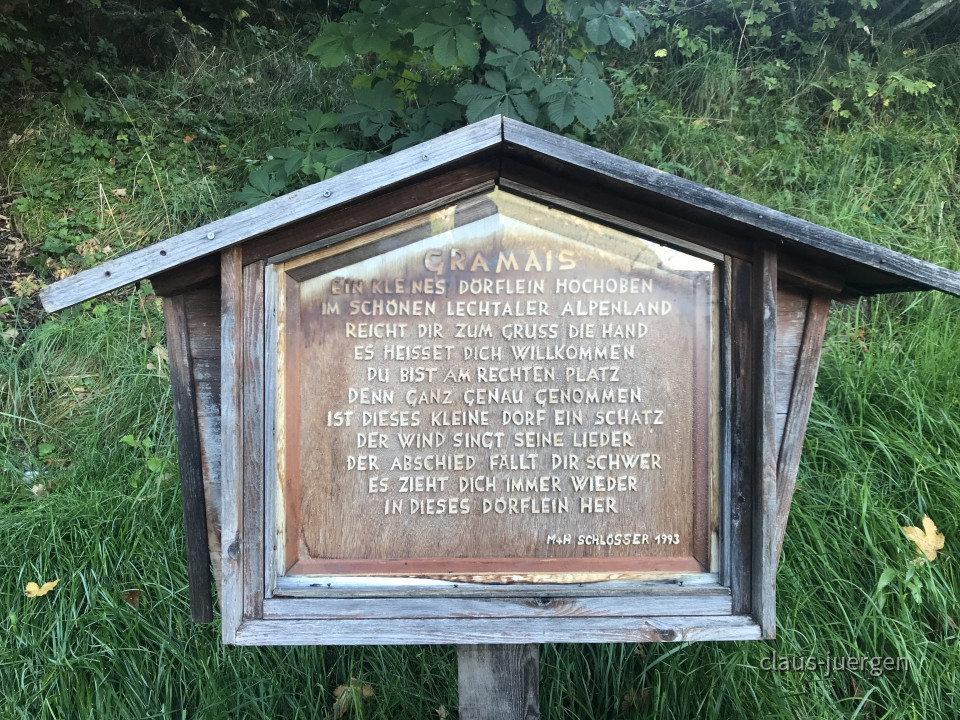 GRAMAIS
EIN KLEINES DÖRFLEIN HOCHOBEN
IM SCHÖNEN LECHTALER ALPENLAND
REICHT DIR ZUM GRUSS DIE HAND
ES HEISSET DICH WILLKOMMEN
DU BIST AM RECHTEN PLATZ
DENN GANZ GENAU GENOMMEN
IST DIESES KLEINE DORF EIN SCHATZ
DER WIND SINGT SEINE LIEDER
DER ABSCHIED FÄLLT DIR SCHWER
ES ZIEHT DICH IMMER WIEDER
IN DIESES DÖRFLEIN HER
M+H SCHLOSSER 1993
claus-juergen